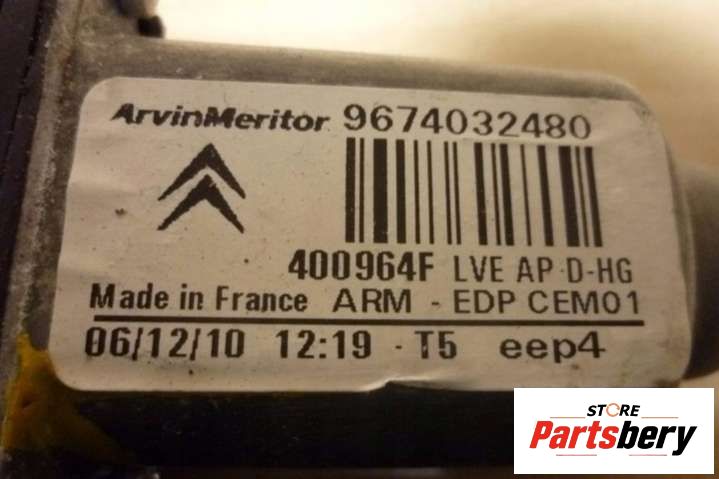 ArvinMeritor 9674032480
400964F LVE AP D-HG
Made in France ARM - EDP CEM01
06/12/10 12:19 - T5 eep4
STORE
Partsbery